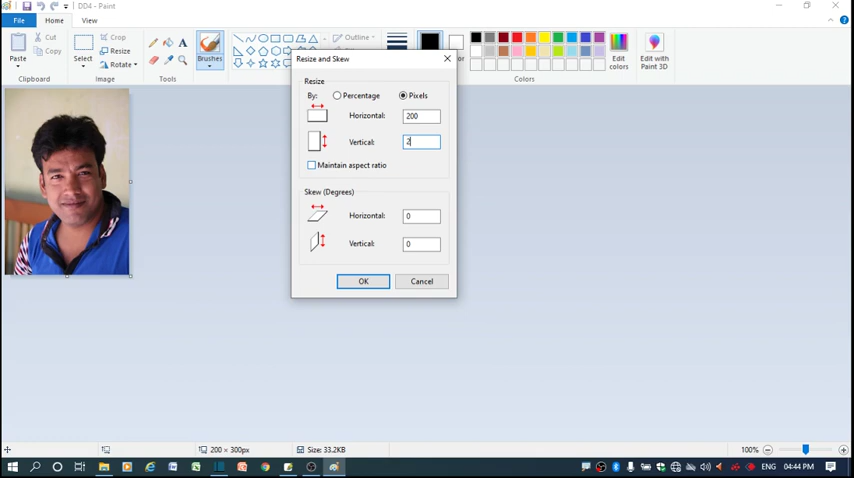 DD4 - Paint
File
Home
View
Paste
Cut
Copy
Clipboard
Select
Crop
Resize
Rotate
Image
Tools
Brushes
Outline
Colors
Edit colors
Edit with Paint 3D
Resize and Skew
Resize
By:
Percentage
Pixels
Horizontal:
200
Vertical:
2
Maintain aspect ratio
Skew (Degrees)
Horizontal:
0
Vertical:
0
OK
Cancel
200 × 300px
Size: 33.2KB
100%
ENG
04:44 PM